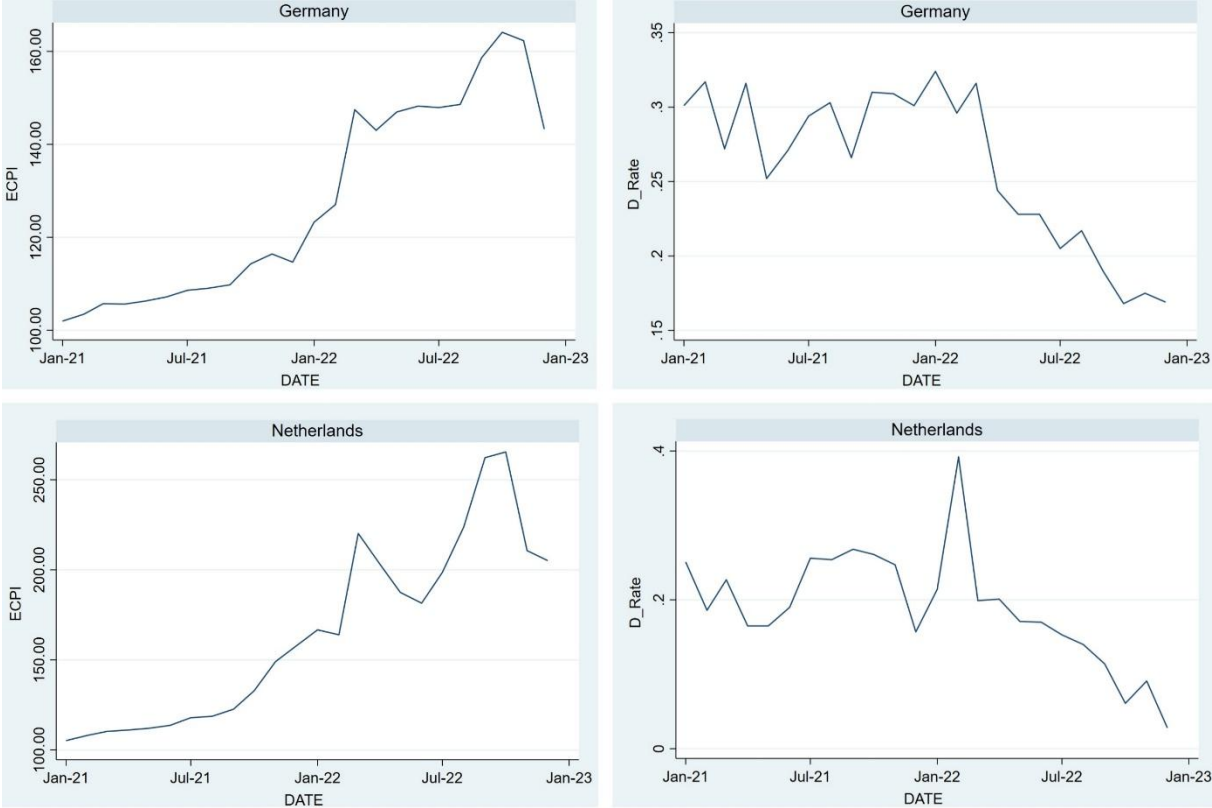 Germany
ECPI
160.00
140.00
120.00
100.00
Jan-21 Jul-21 Jan-22 Jul-22 Jan-23
DATE
Germany
D_Rate
.35
.3
.25
.2
.15
Jan-21 Jul-21 Jan-22 Jul-22 Jan-23
DATE
Netherlands
ECPI
250.00
200.00
150.00
100.00
Jan-21 Jul-21 Jan-22 Jul-22 Jan-23
DATE
Netherlands
D_Rate
.4
.2
0
Jan-21 Jul-21 Jan-22 Jul-22 Jan-23
DATE